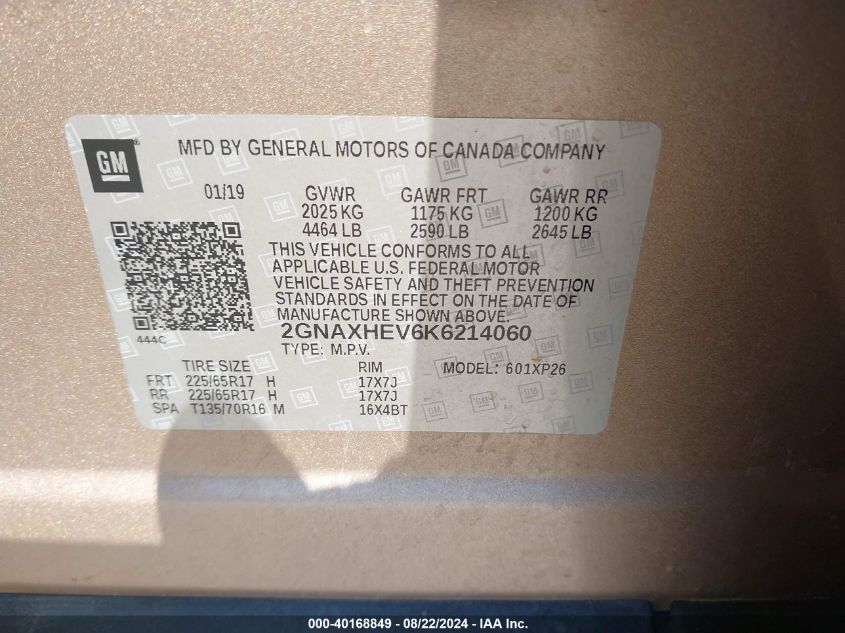 GM
MFD BY GENERAL MOTORS OF CANADA COMPANY
01/19 GVWR GAWR FRT GAWR RR
2025 KG 1175 KG 1200 KG
4464 LB 2590 LB 2645 LB
THIS VEHICLE CONFORMS TO ALL
APPLICABLE U.S. FEDERAL MOTOR
VEHICLE SAFETY AND THEFT PREVENTION
STANDARDS IN EFFECT ON THE DATE OF
MANUFACTURE SHOWN ABOVE.
444C
2GNAXHEV6K6214060
TYPE: M.P.V.
TIRE SIZE RIM MODEL: 601XP26
FRT 225/65R17 H 17X7J
RR 225/65R17 H 17X7J
SPA T135/70R16 M 16X4BT
000-40168849 - 08/22/2024 - IAA Inc.